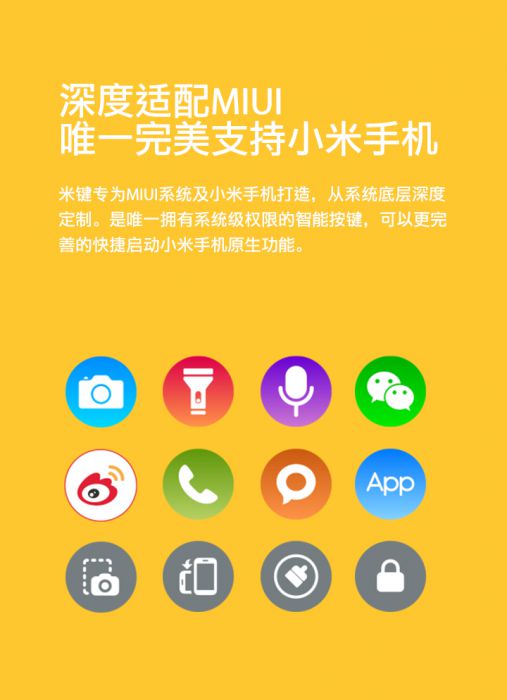 深度适配MIUI
唯一完美支持小米手机
米键专为MIUI系统及小米手机打造，从系统底层深度
定制。是唯一拥有系统级权限的智能按键，可以更完
善的快捷启动小米手机原生功能。
App